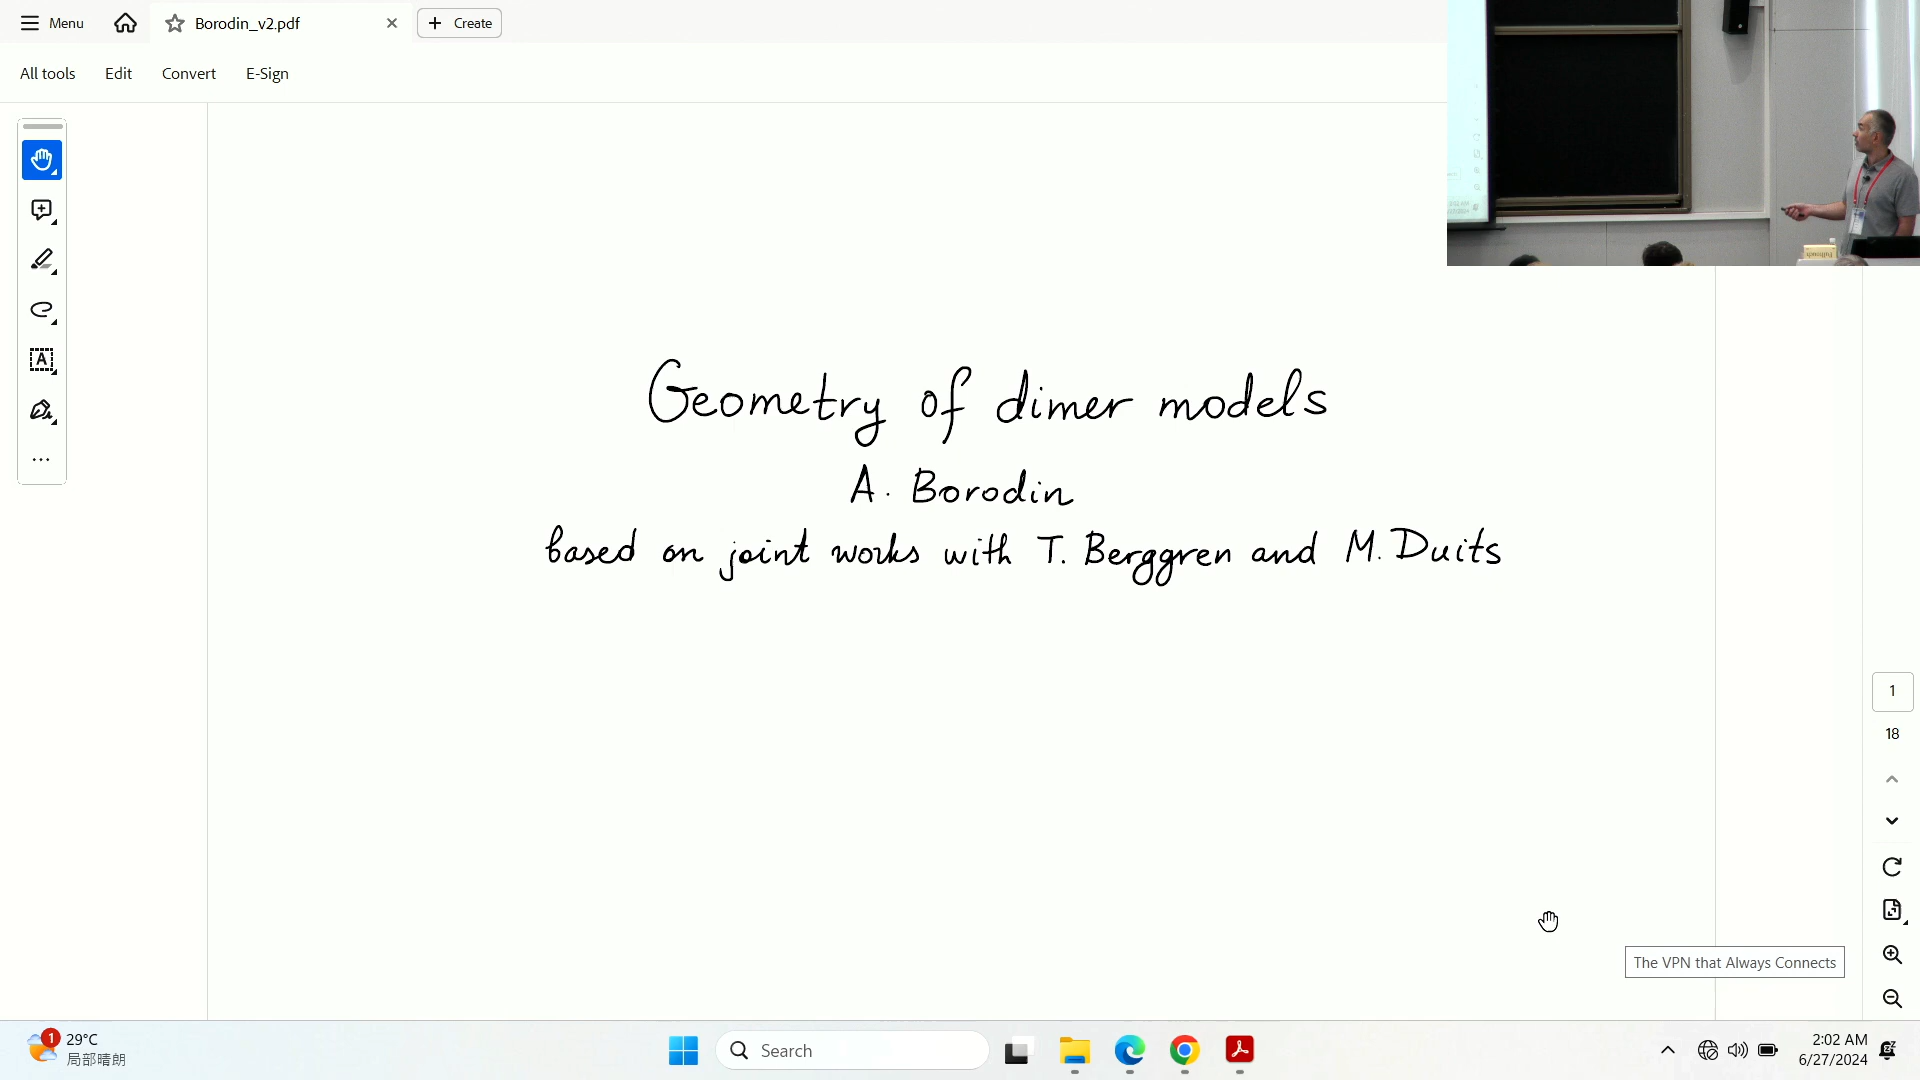 Menu
Borodin_v2.pdf
Create
All tools Edit Convert E-Sign
Geometry of dimer models
A. Borodin
based on joint works with T. Berggren and M. Duits
1
18
The VPN that Always Connects
1
29°C
局部晴朗
Search
2:02 AM
6/27/2024